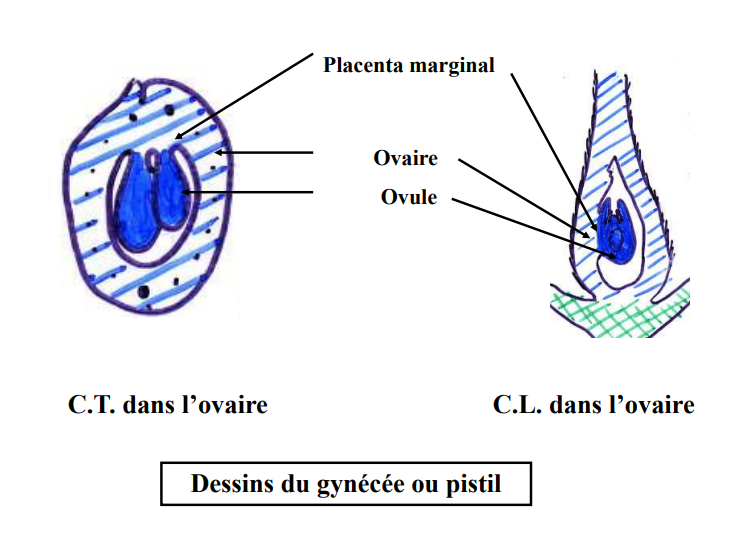 Placenta marginal
Ovaire
Ovule
C.T. dans l’ovaire
C.L. dans l’ovaire
Dessins du gynécée ou pistil